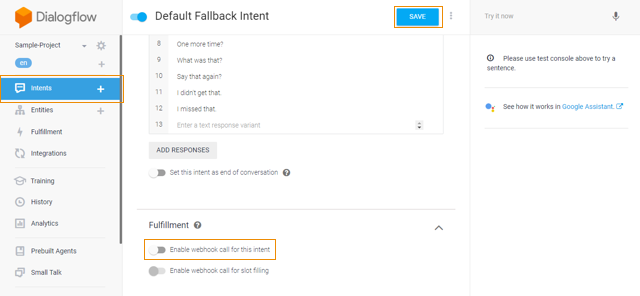 Dialogflow
Default Fallback Intent
SAVE
Try it now
Sample-Project
en
Intents
Entities
Fulfillment
Integrations
Training
History
Analytics
Prebuilt Agents
Small Talk
8 One more time?
9 What was that?
10 Say that again?
11 I didn't get that.
12 I missed that.
13 Enter a text response variant
ADD RESPONSES
Set this intent as end of conversation
Fulfillment
Enable webhook call for this intent
Enable webhook call for slot filling
Please use test console above to try a
sentence.
See how it works in Google Assistant.